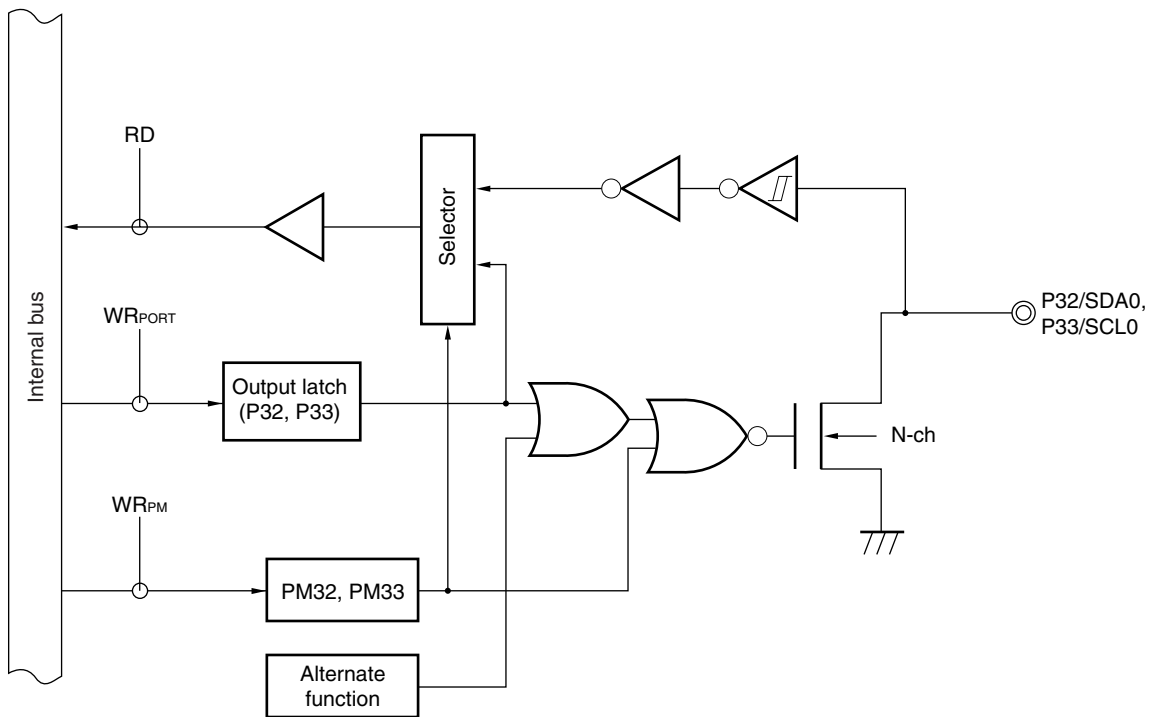 RD
Selector
Internal bus
WRPORT
P32/SDA0,
P33/SCL0
Output latch
(P32, P33)
N-ch
WRPM
PM32, PM33
Alternate
function